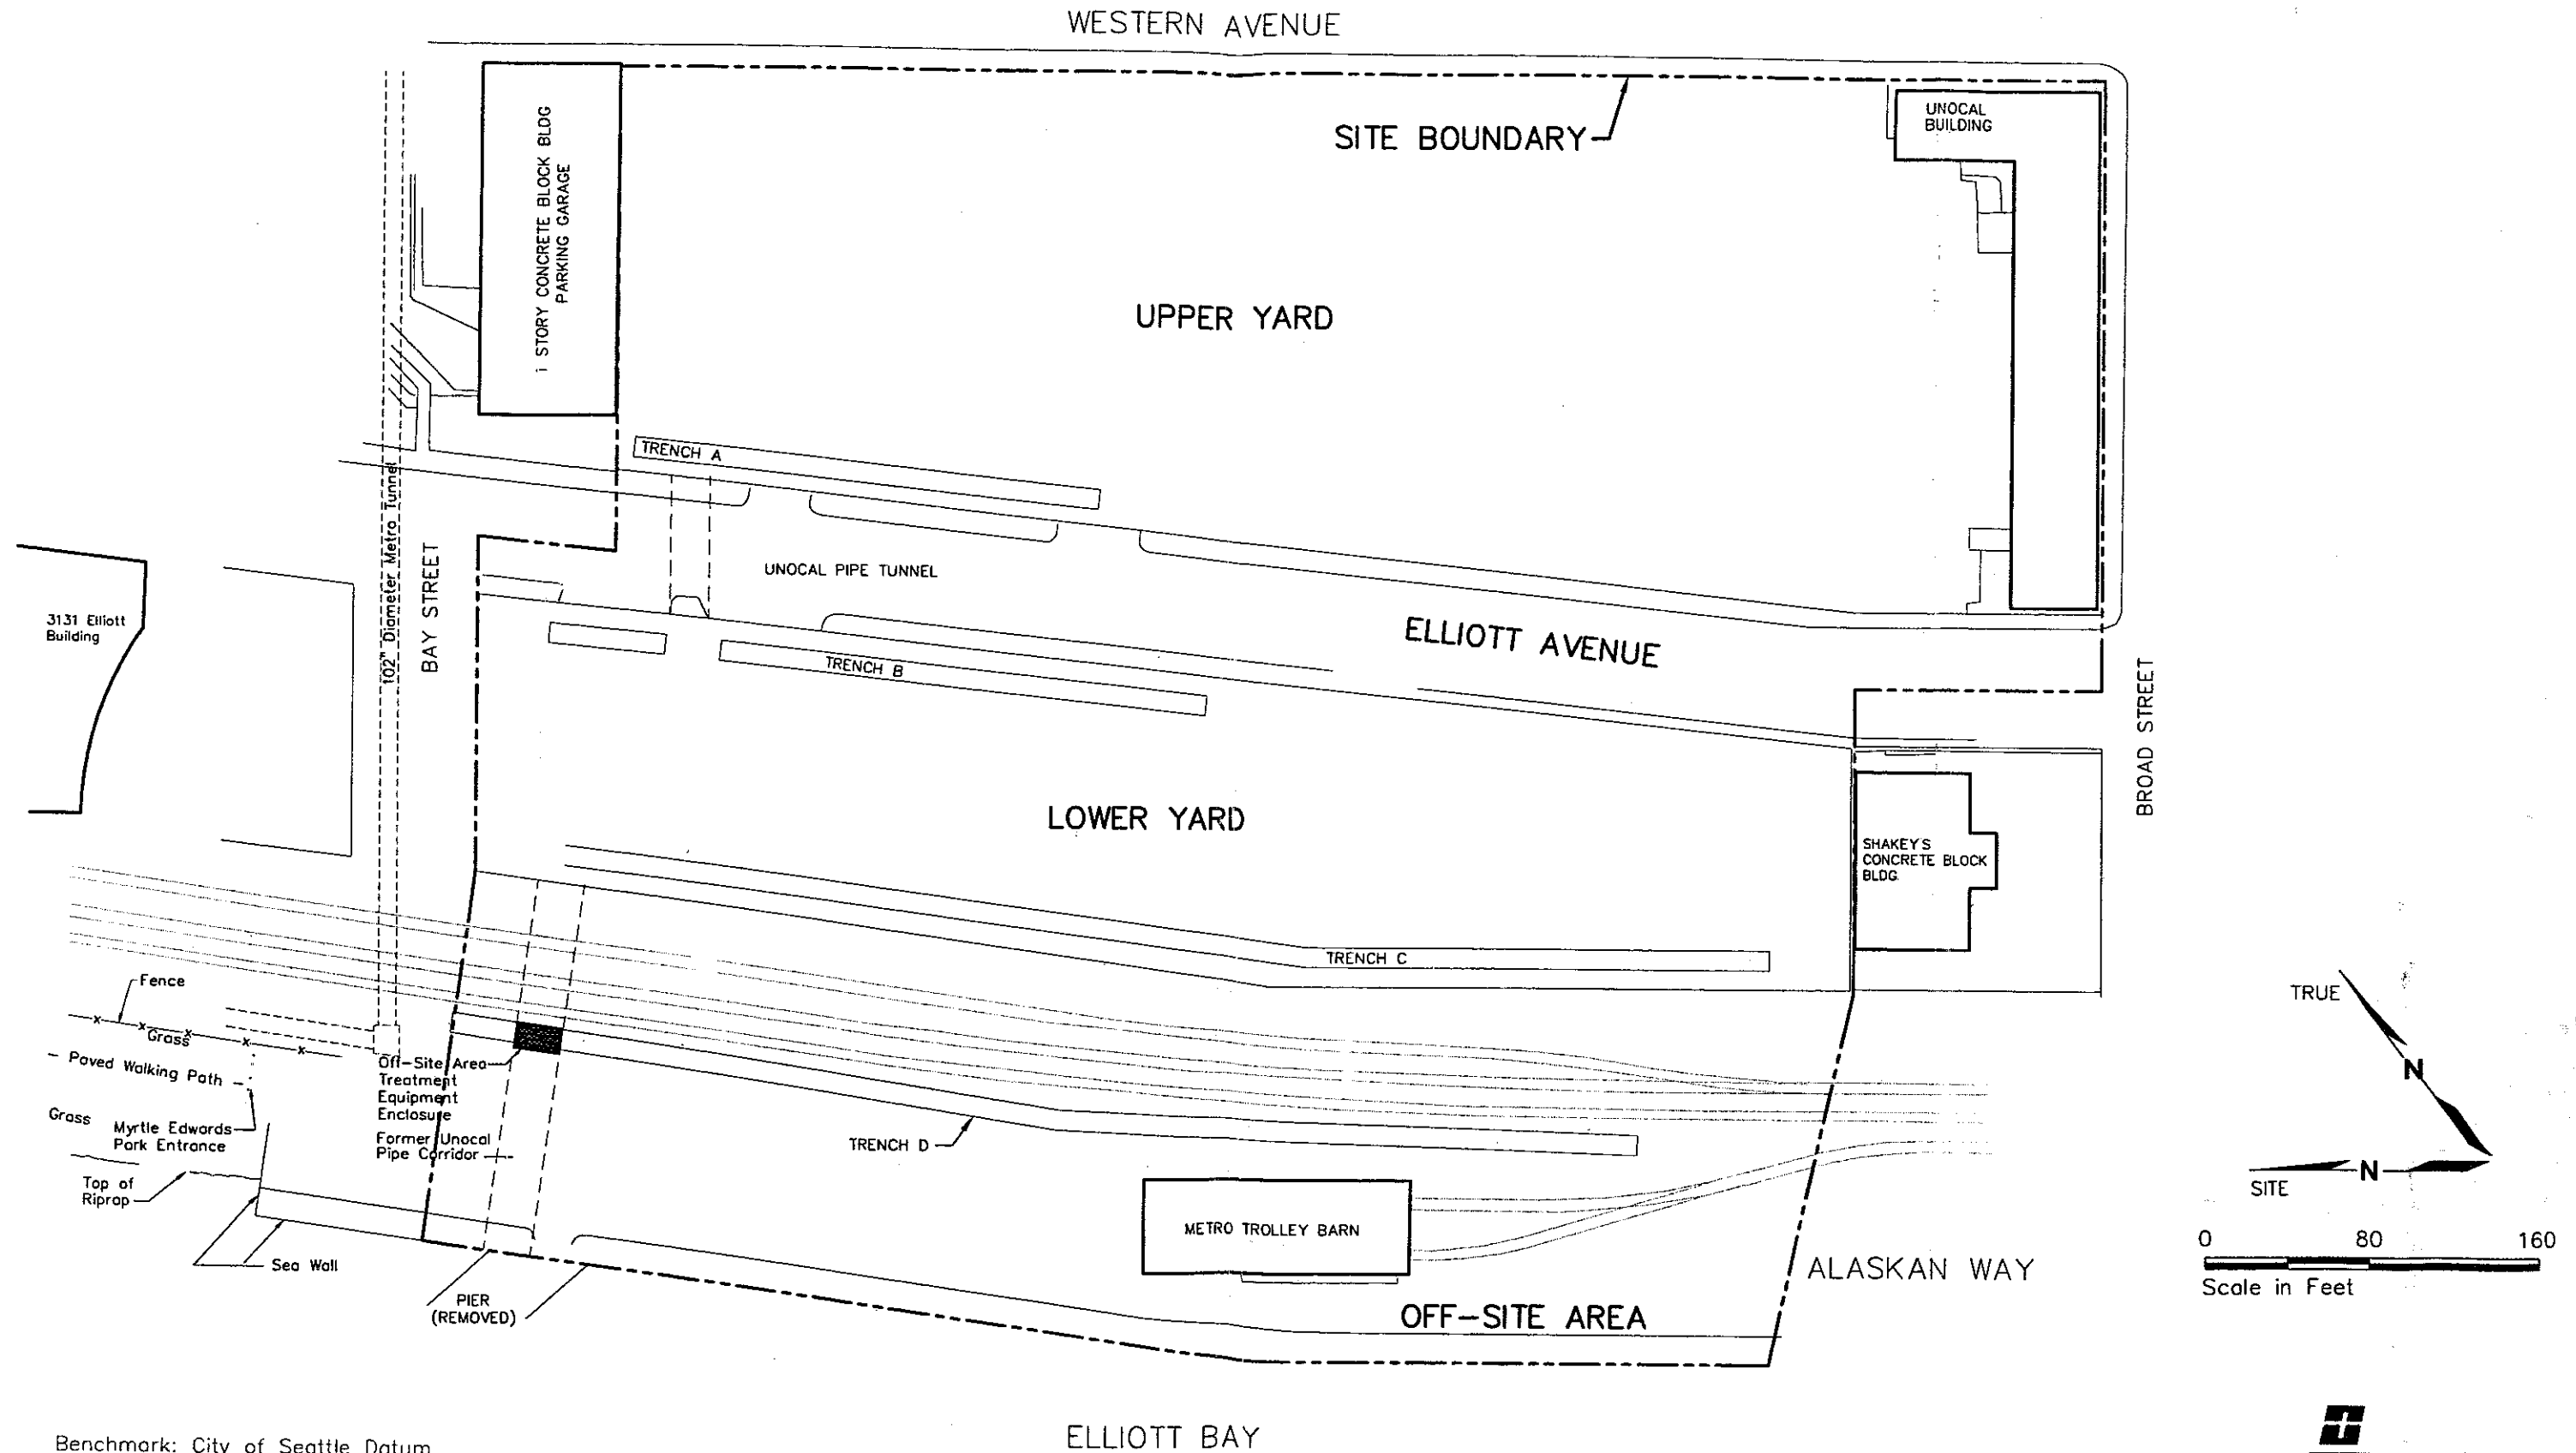 WESTERN AVENUE
SITE BOUNDARY
UNOCAL
BUILDING
1 STORY CONCRETE BLOCK BLDG
PARKING GARAGE
UPPER YARD
TRENCH A
102" Diameter Metro Tunnel
BAY STREET
UNOCAL PIPE TUNNEL
3131 Elliott
Building
ELLIOTT AVENUE
TRENCH B
BROAD STREET
LOWER YARD
SHAKEY'S
CONCRETE BLOCK
BLDG.
TRENCH C
Fence
Grass
Paved Walking Path
Off-Site Area
Treatment
Equipment
Enclosure
Grass
Myrtle Edwards
Park Entrance
Former Unocal
Pipe Corridor
TRENCH D
Top of
Riprap
METRO TROLLEY BARN
Sea Wall
PIER
(REMOVED)
ALASKAN WAY
OFF-SITE AREA
TRUE
N
N
SITE
0 80 160
Scale in Feet
ELLIOTT BAY
Benchmark: City of Seattle Datum